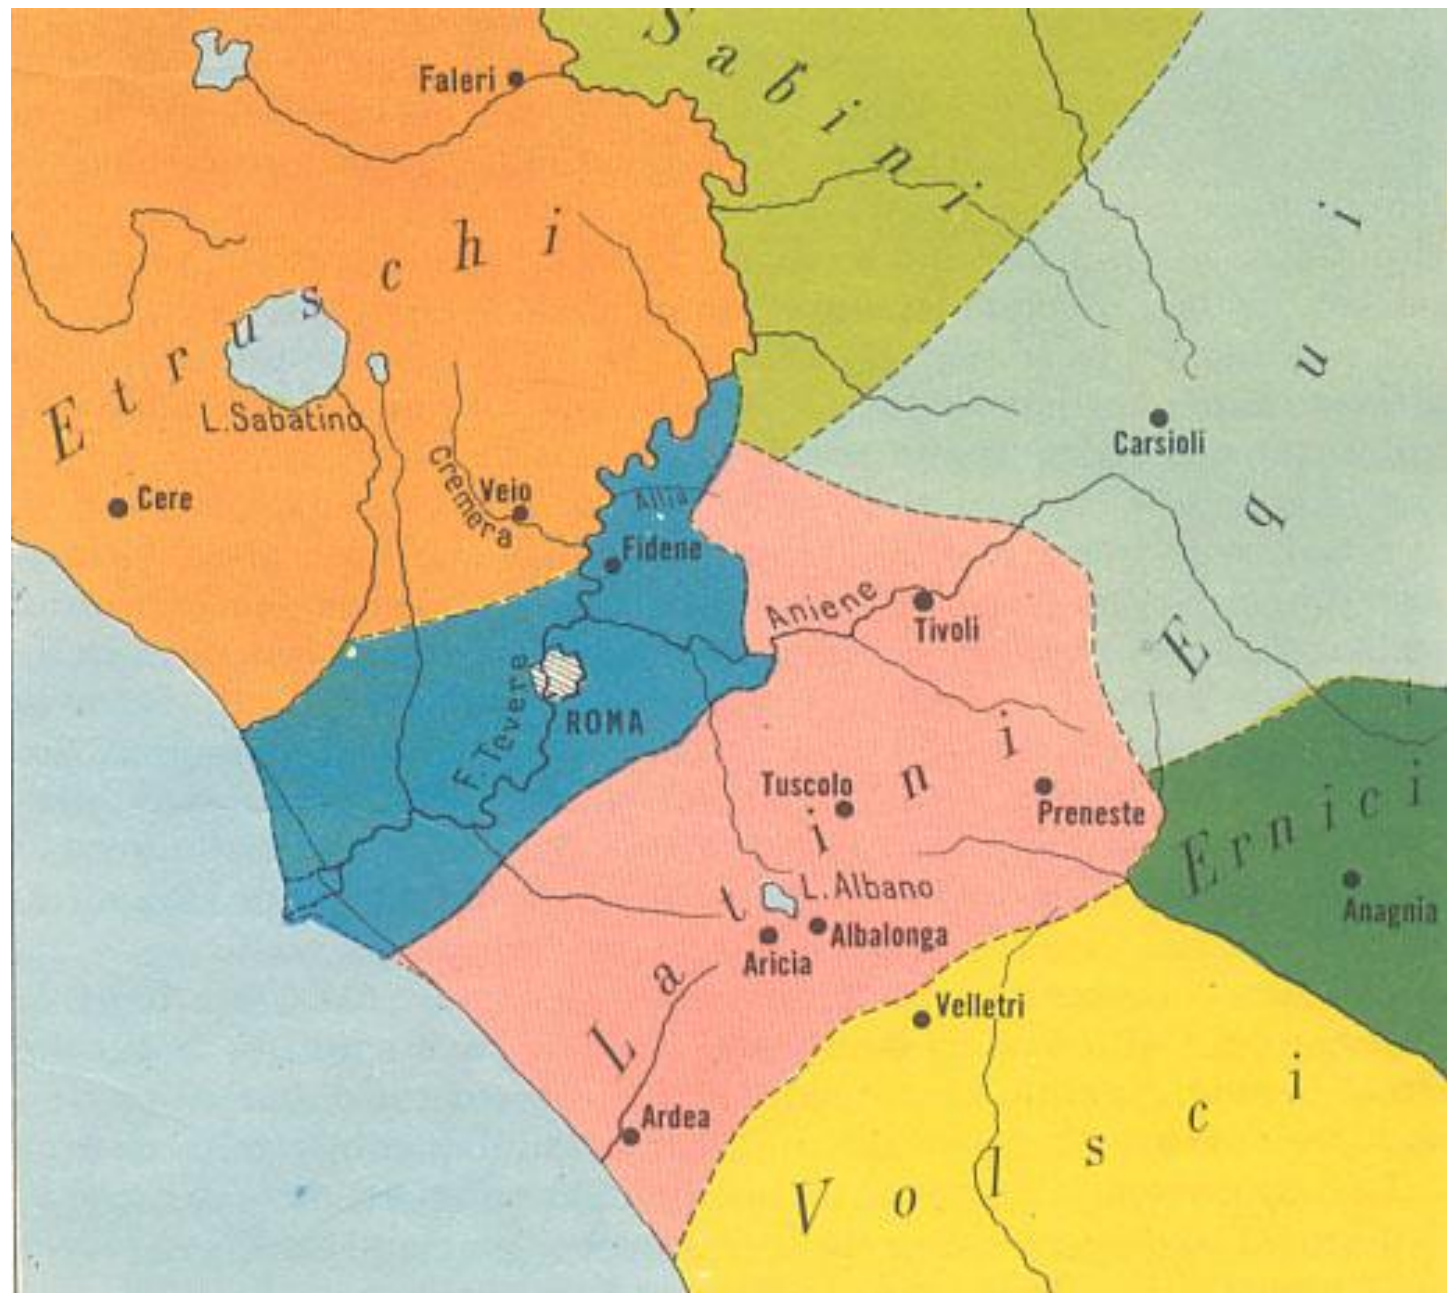 Sabini
Faleri
Etruschi
L.Sabatino
Carsioli
Cere
Cremera
Veio
Allia
Fidene
Equi
Aniene
Tivoli
F. Tevere
ROMA
Tuscolo
Latini
Preneste
Ernici
L.Albano
Anagnia
Albalonga
Aricia
Velletri
Ardea
Volsci